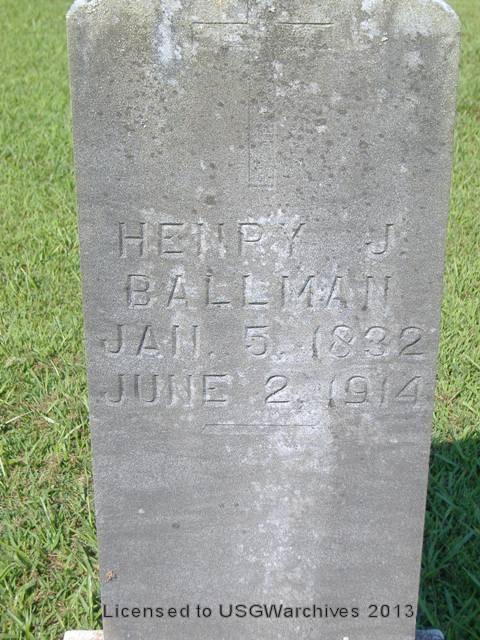 HENRY J.
BALLMAN
JAN. 5, 1832
JUNE 2, 1914
Licensed to USGWarchives 2013